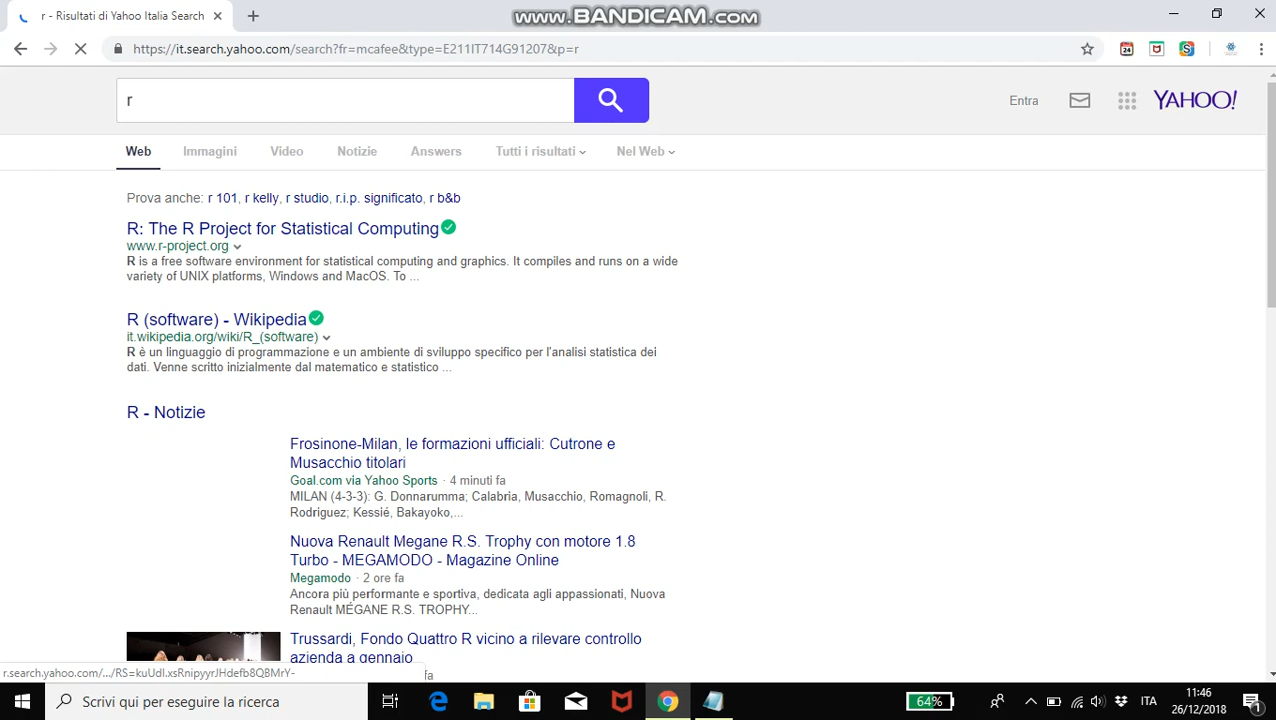 r - Risultati di Yahoo Italia Search
www.BANDICAM.com
https://it.search.yahoo.com/search?fr=mcafee&type=E211IT714G91207&p=r
r
Entra
YAHOO!
Web Immagini Video Notizie Answers Tutti i risultati Nel Web
Prova anche: r 101, r kelly, r studio, r.i.p. significato, r b&b
R: The R Project for Statistical Computing
www.r-project.org
R is a free software environment for statistical computing and graphics. It compiles and runs on a wide
variety of UNIX platforms, Windows and MacOS. To ...
R (software) - Wikipedia
it.wikipedia.org/wiki/R_(software)
R è un linguaggio di programmazione e un ambiente di sviluppo specifico per l'analisi statistica dei
dati. Venne scritto inizialmente dal matematico e statistico ...
R - Notizie
Frosinone-Milan, le formazioni ufficiali: Cutrone e
Musacchio titolari
Goal.com via Yahoo Sports · 4 minuti fa
MILAN (4-3-3): G. Donnarumma; Calabria, Musacchio, Romagnoli, R.
Rodriguez; Kessié, Bakayoko,...
Nuova Renault Megane R.S. Trophy con motore 1.8
Turbo - MEGAMODO - Magazine Online
Megamodo · 2 ore fa
Ancora più performante e sportiva, dedicata agli appassionati, Nuova
Renault MÉGANE R.S. TROPHY...
Trussardi, Fondo Quattro R vicino a rilevare controllo
azienda a gennaio
fa
r.search.yahoo.com/.../RS=kuUdI.xsRnipyyrJHdefb8QBMrY-
Scrivi qui per eseguire la ricerca
64%
ITA
11:46
26/12/2018